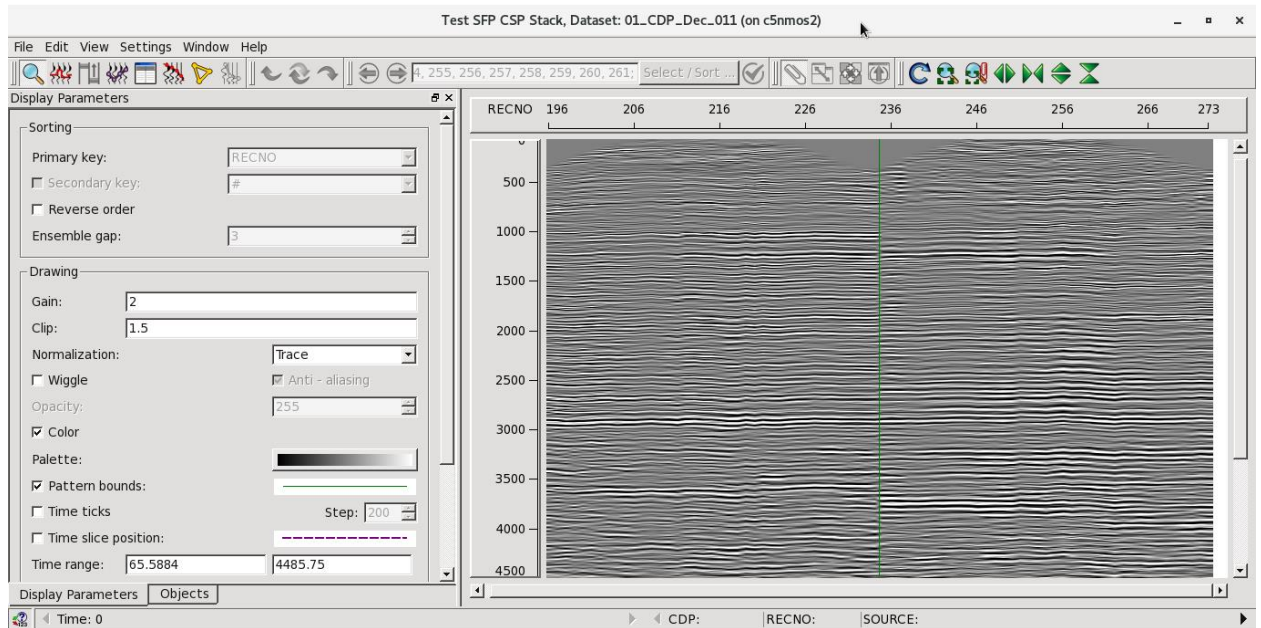 Test SFP CSP Stack, Dataset: 01_CDP_Dec_011 (on c5nmos2)
File Edit View Settings Window Help
4, 255, 256, 257, 258, 259, 260, 261; Select / Sort ...
Display Parameters
RECNO 196 206 216 226 236 246 256 266 273
Sorting
Primary key: RECNO
Secondary key: #
Reverse order
Ensemble gap: 3
Drawing
Gain: 2
Clip: 1.5
Normalization: Trace
Wiggle Anti - aliasing
Opacity: 255
Color
Palette:
Pattern bounds:
Time ticks Step: 200
Time slice position:
Time range: 65.5884 4485.75
Display Parameters Objects
0
500
1000
1500
2000
2500
3000
3500
4000
4500
Time: 0 CDP: RECNO: SOURCE: